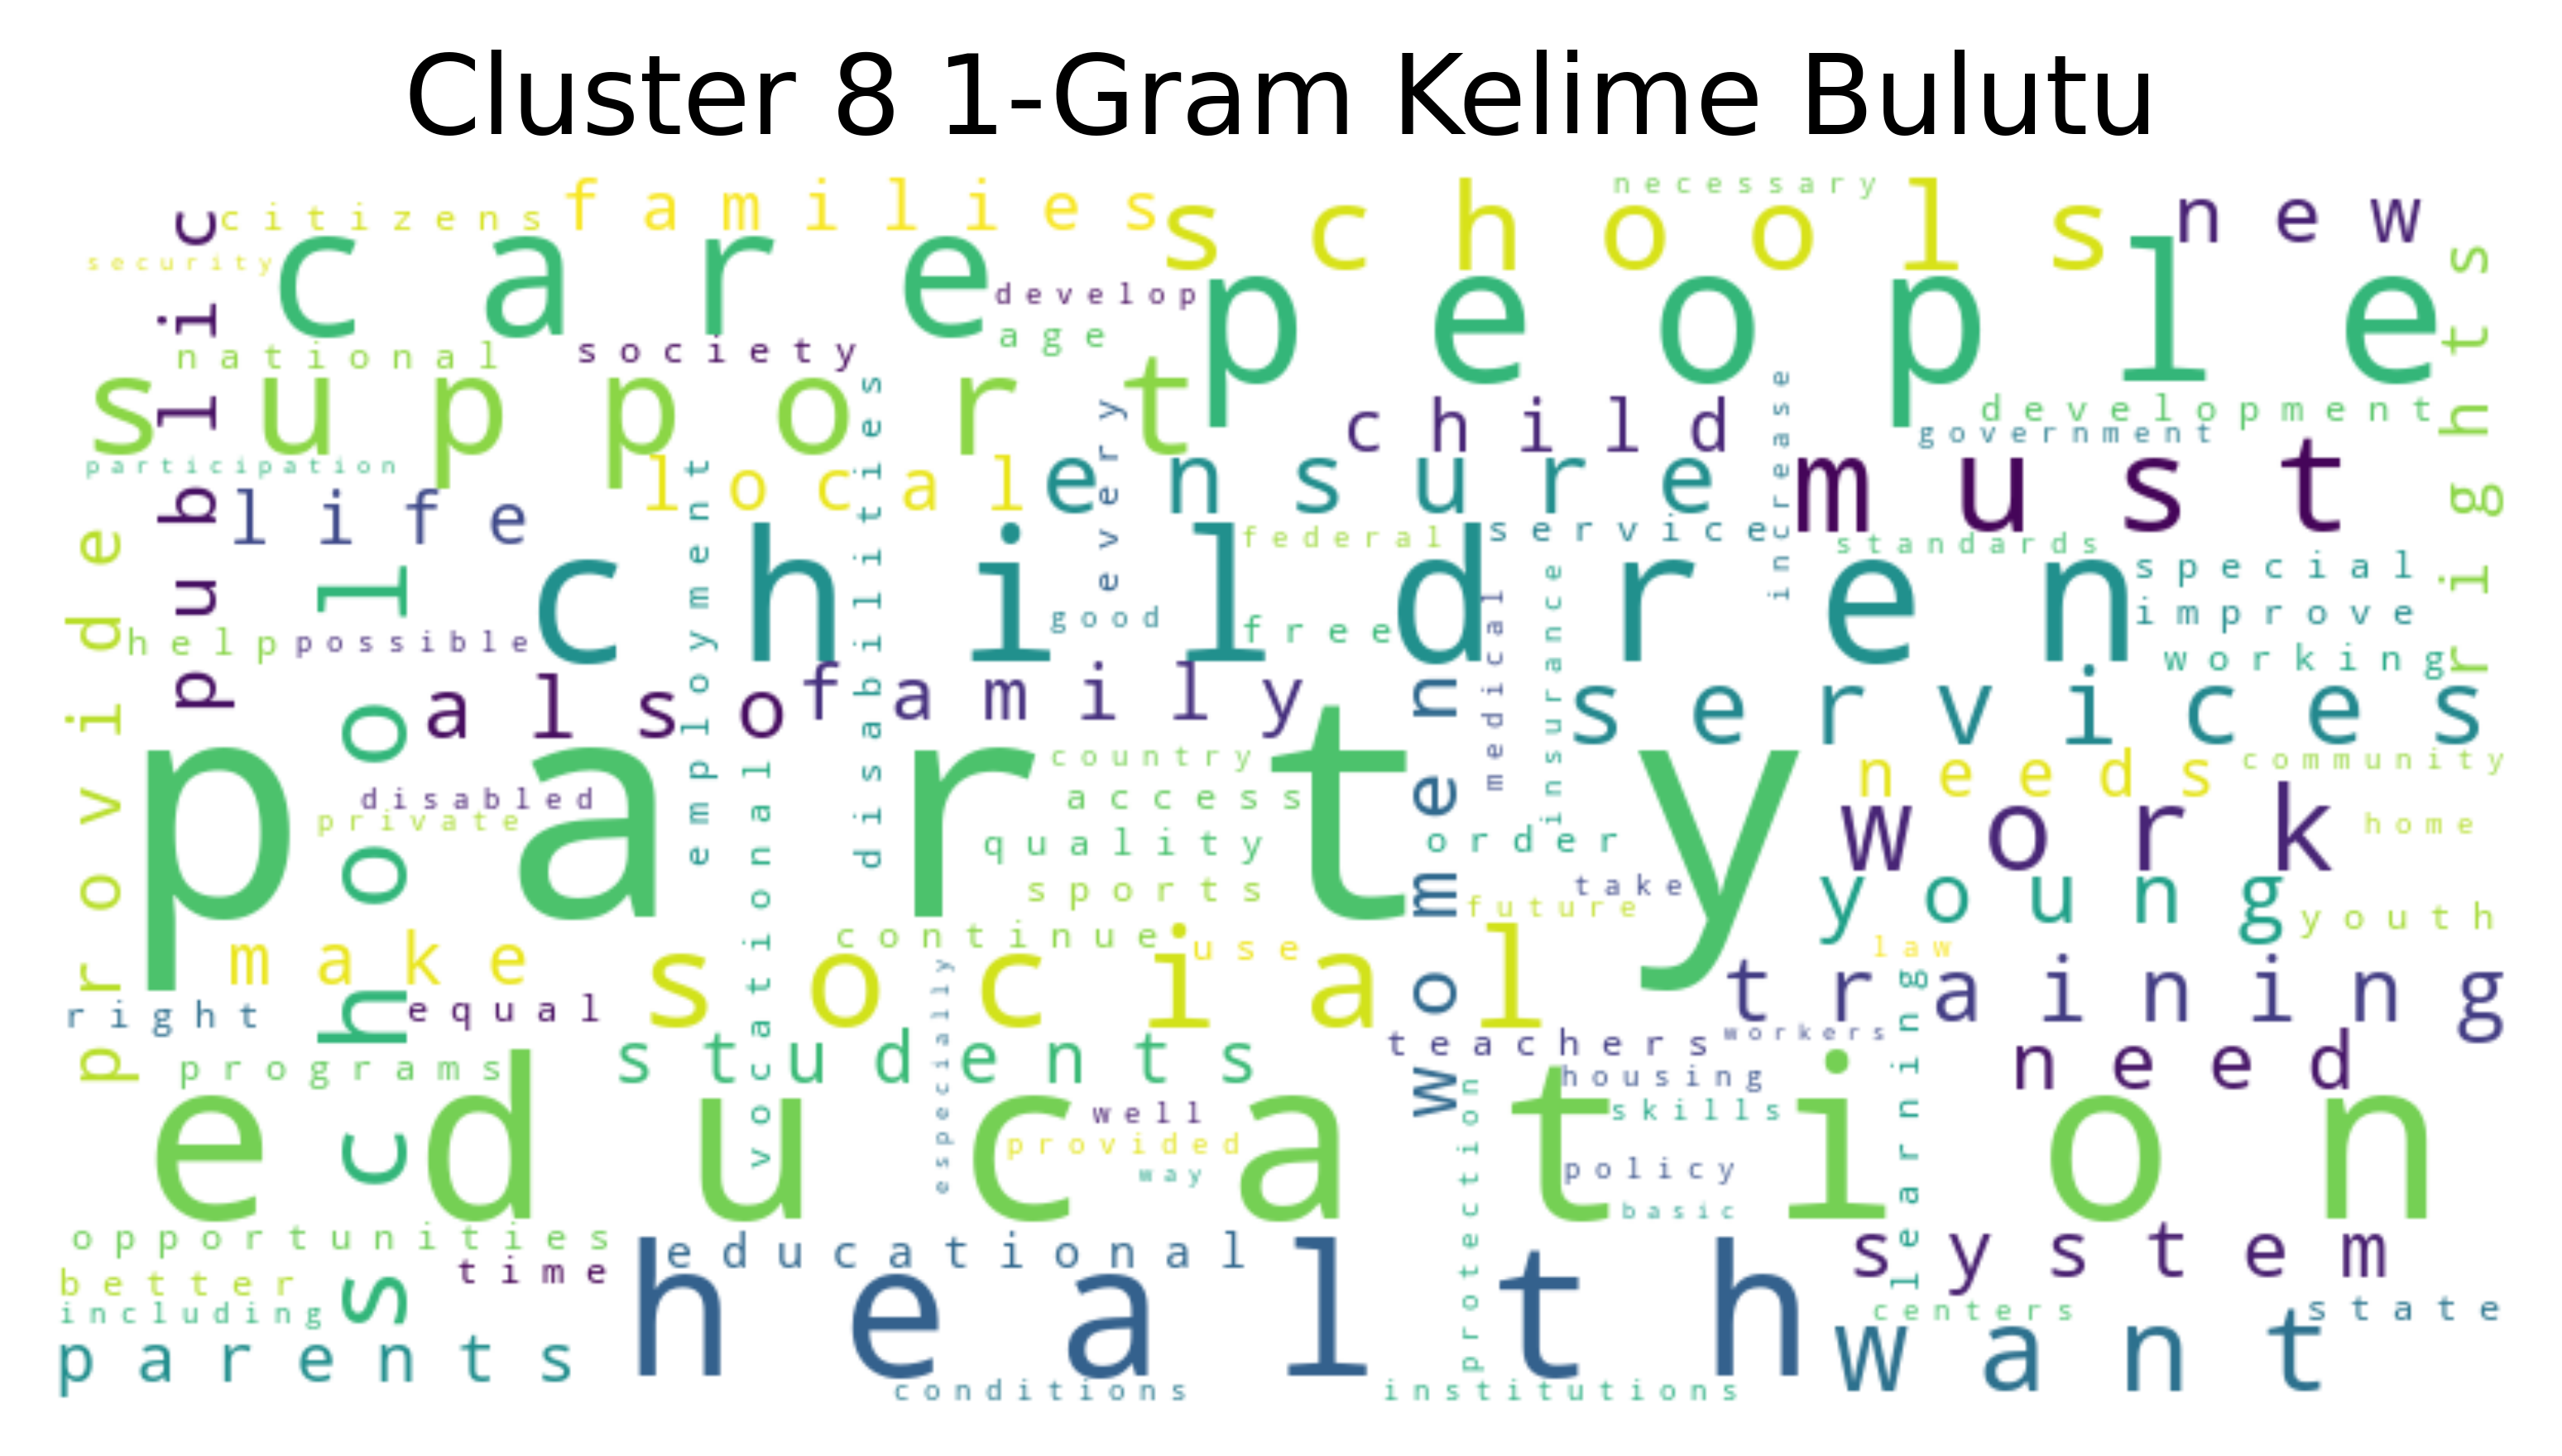 Cluster 8 1-Gram Kelime Bulutu
necessary
families
citizens
schools
new
public
care
security
develop
people
rights
age
national
society
support
every
child
development
government
increase
disabilities
participation
local
employment
ensure
must
life
federal
service
standards
provide
school
children
special
good
improve
free
medical
insurance
help
possible
working
also
family
women
services
party
country
needs
community
vocational
disabled
access
private
work
home
quality
order
sports
take
young
future
youth
make
continue
use
law
social
training
especially
right
equal
learning
teachers
workers
students
need
programs
housing
protection
education
well
skills
provided
way
policy
basic
opportunities
educational
system
better
time
health
including
centers
state
parents
want
conditions
institutions